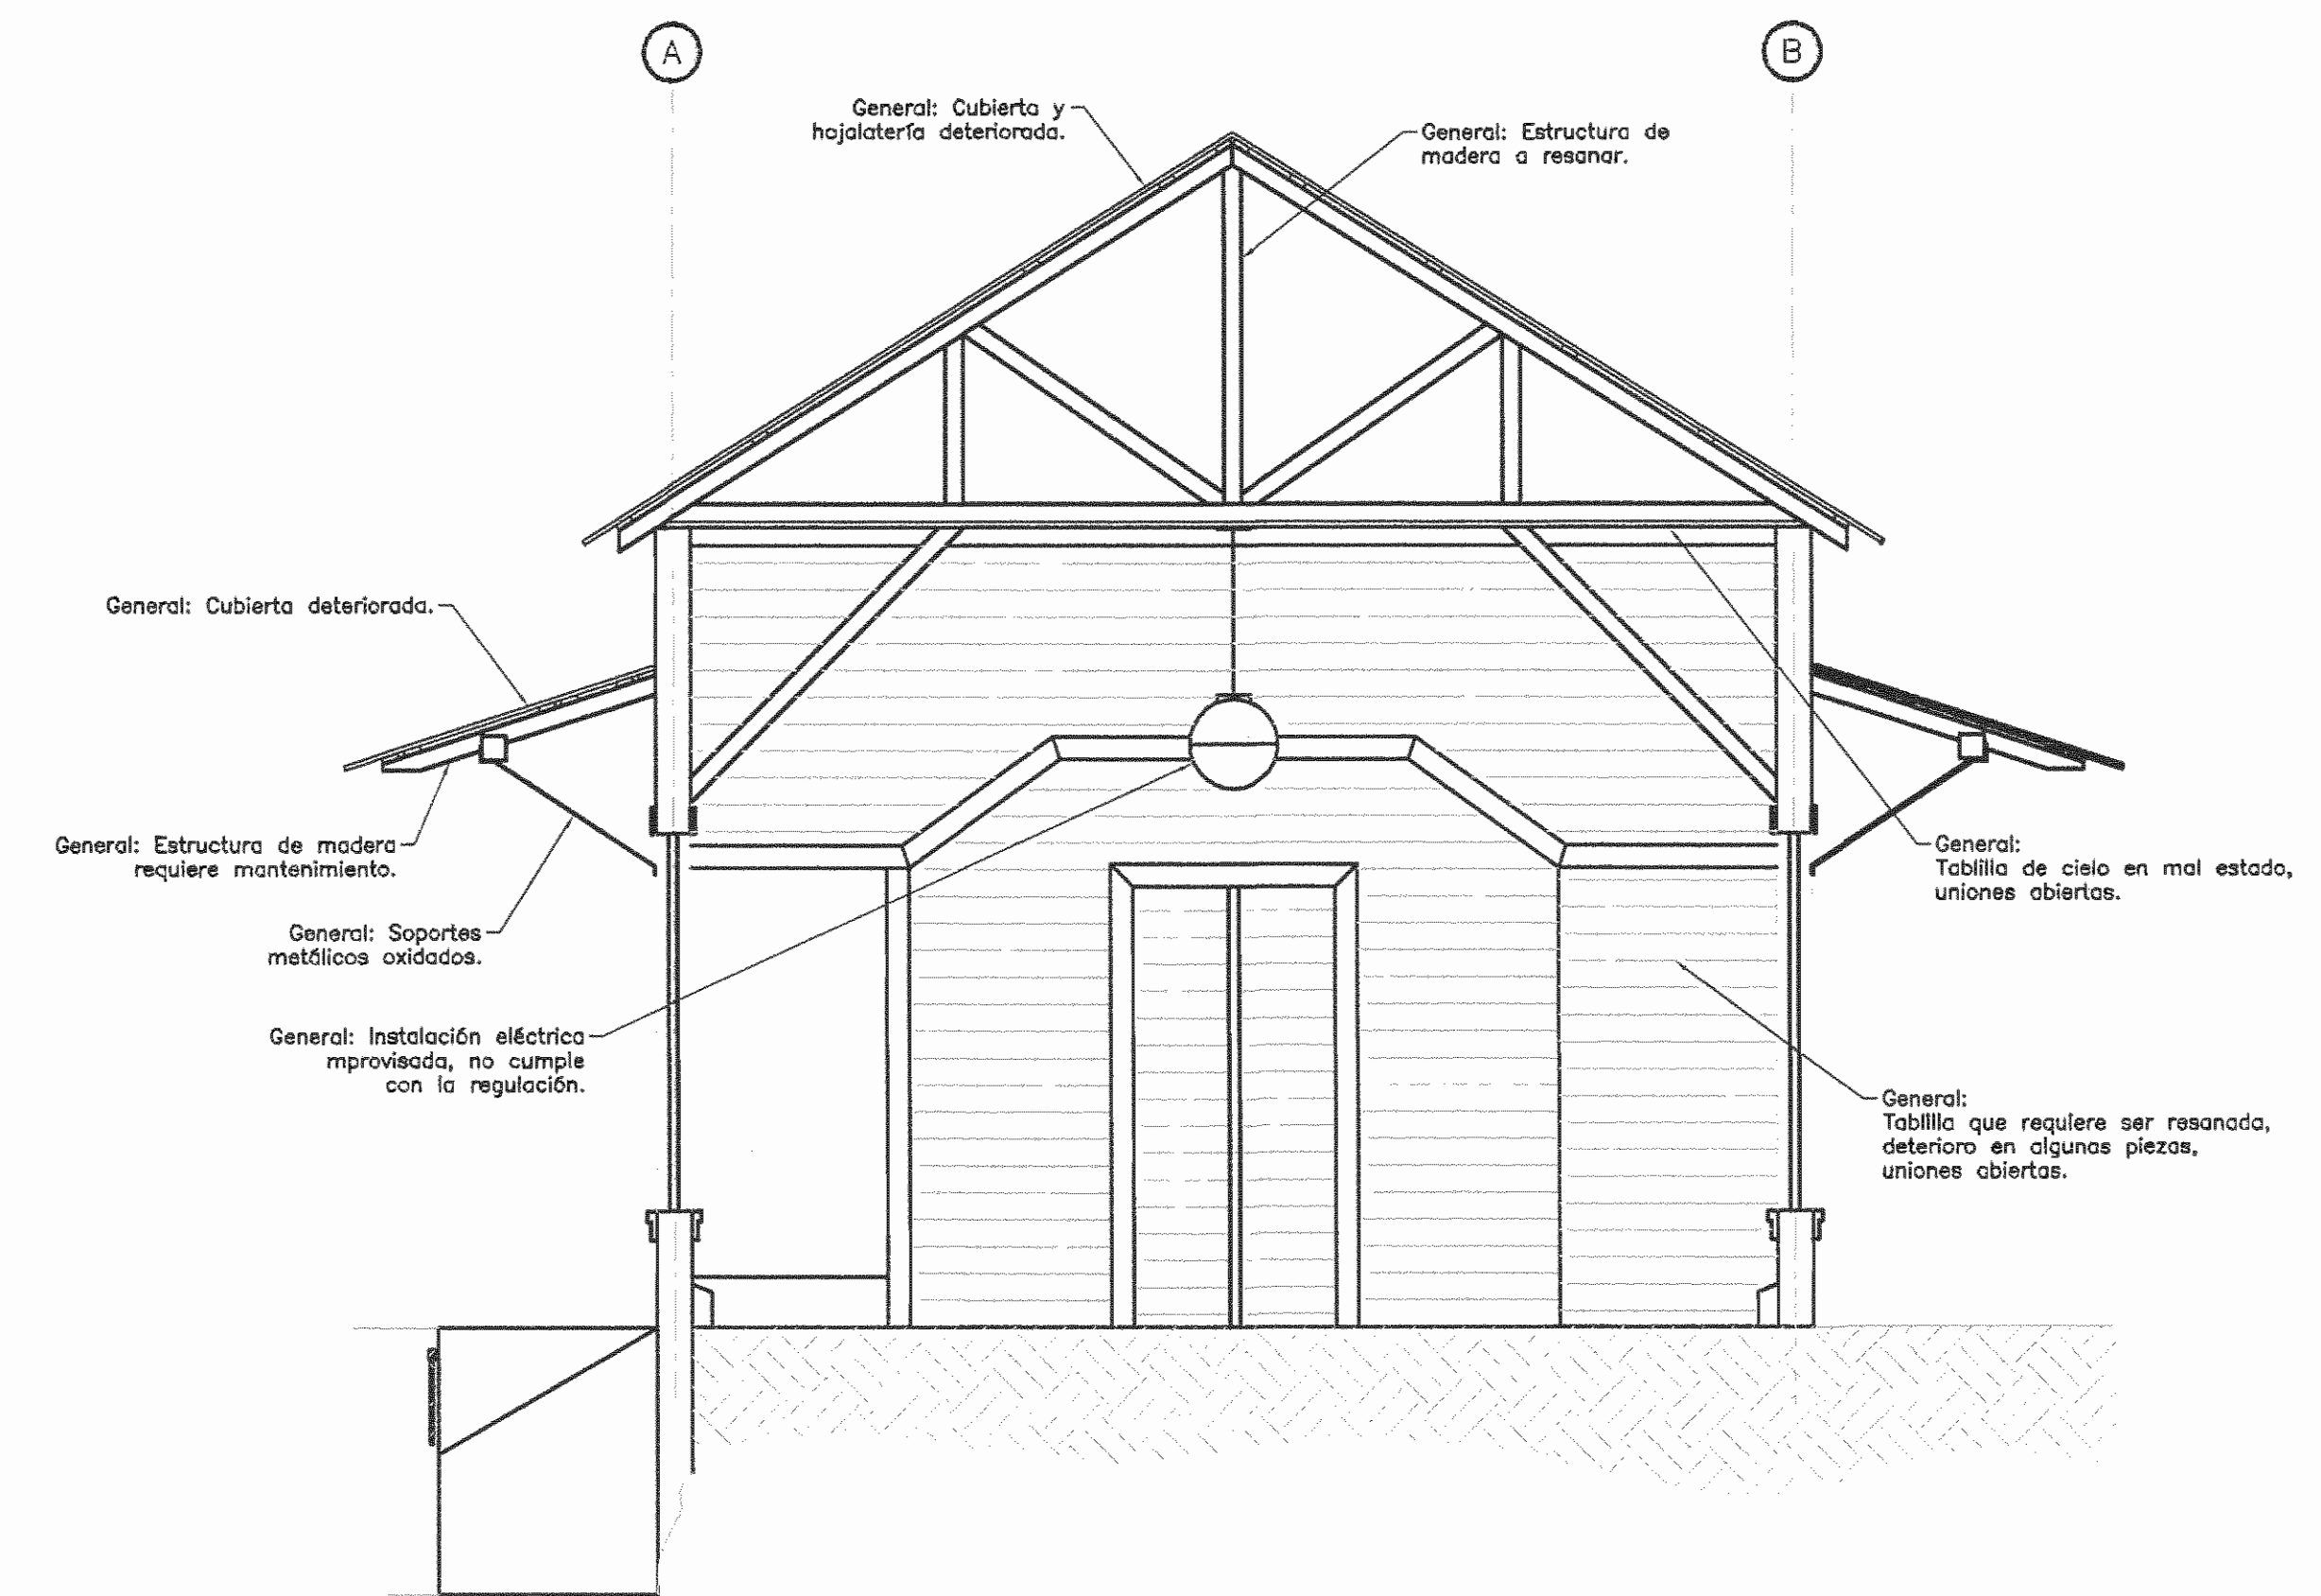 A
B
General: Cubierta y
hojalatería deteriorada.
General: Estructura de
madera a resanar.
General: Cubierta deteriorada.
General: Estructura de madera
requiere mantenimiento.
General: Soportes
metálicos oxidados.
General: Instalación eléctrica
mprovisada, no cumple
con la regulación.
General:
Tablilla de cielo en mal estado,
uniones abiertas.
General:
Tablilla que requiere ser resanada,
deterioro en algunas piezas,
uniones abiertas.